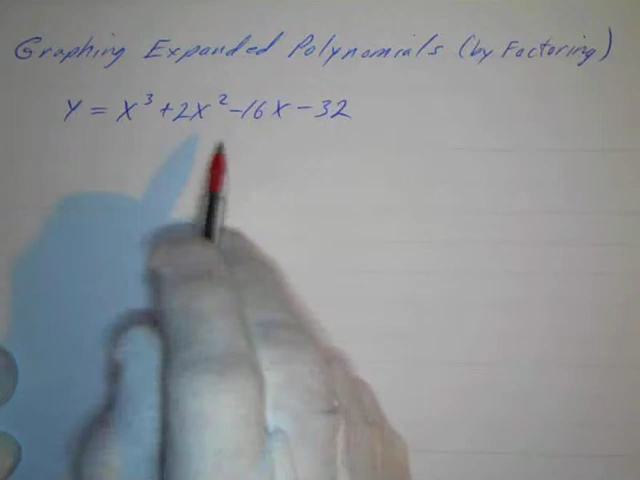 Graphing Expanded Polynomials (by Factoring)
y = x³ + 2x² - 16x - 32